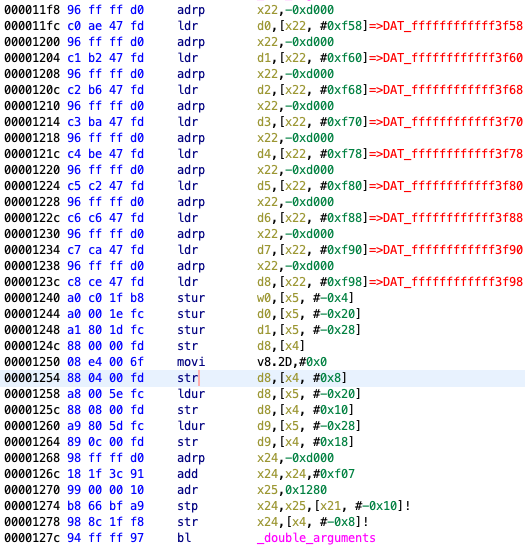 000011f8 96 ff ff d0 adrp x22,-0xd000
000011fc c0 ae 47 fd ldr d0,[x22, #0xf58]=>DAT_ffffffffffff3f58
00001200 96 ff ff d0 adrp x22,-0xd000
00001204 c1 b2 47 fd ldr d1,[x22, #0xf60]=>DAT_ffffffffffff3f60
00001208 96 ff ff d0 adrp x22,-0xd000
0000120c c2 b6 47 fd ldr d2,[x22, #0xf68]=>DAT_ffffffffffff3f68
00001210 96 ff ff d0 adrp x22,-0xd000
00001214 c3 ba 47 fd ldr d3,[x22, #0xf70]=>DAT_ffffffffffff3f70
00001218 96 ff ff d0 adrp x22,-0xd000
0000121c c4 be 47 fd ldr d4,[x22, #0xf78]=>DAT_ffffffffffff3f78
00001220 96 ff ff d0 adrp x22,-0xd000
00001224 c5 c2 47 fd ldr d5,[x22, #0xf80]=>DAT_ffffffffffff3f80
00001228 96 ff ff d0 adrp x22,-0xd000
0000122c c6 c6 47 fd ldr d6,[x22, #0xf88]=>DAT_ffffffffffff3f88
00001230 96 ff ff d0 adrp x22,-0xd000
00001234 c7 ca 47 fd ldr d7,[x22, #0xf90]=>DAT_ffffffffffff3f90
00001238 96 ff ff d0 adrp x22,-0xd000
0000123c c8 ce 47 fd ldr d8,[x22, #0xf98]=>DAT_ffffffffffff3f98
00001240 a0 c0 1f b8 stur w0,[x5, #-0x4]
00001244 a0 00 1e fc stur d0,[x5, #-0x20]
00001248 a1 80 1d fc stur d1,[x5, #-0x28]
0000124c 88 00 00 fd str d8,[x4]
00001250 08 e4 00 6f movi v8.2D,#0x0
00001254 88 04 00 fd str d8,[x4, #0x8]
00001258 a8 00 5e fc ldur d8,[x5, #-0x20]
0000125c 88 08 00 fd str d8,[x4, #0x10]
00001260 a9 80 5d fc ldur d9,[x5, #-0x28]
00001264 89 0c 00 fd str d9,[x4, #0x18]
00001268 98 ff ff d0 adrp x24,-0xd000
0000126c 18 1f 3c 91 add x24,x24,#0xf07
00001270 99 00 00 10 adr x25,0x1280
00001274 b8 66 bf a9 stp x24,x25,[x21, #-0x10]!
00001278 98 8c 1f f8 str x24,[x4, #-0x8]!
0000127c 94 ff ff 97 bl _double_arguments